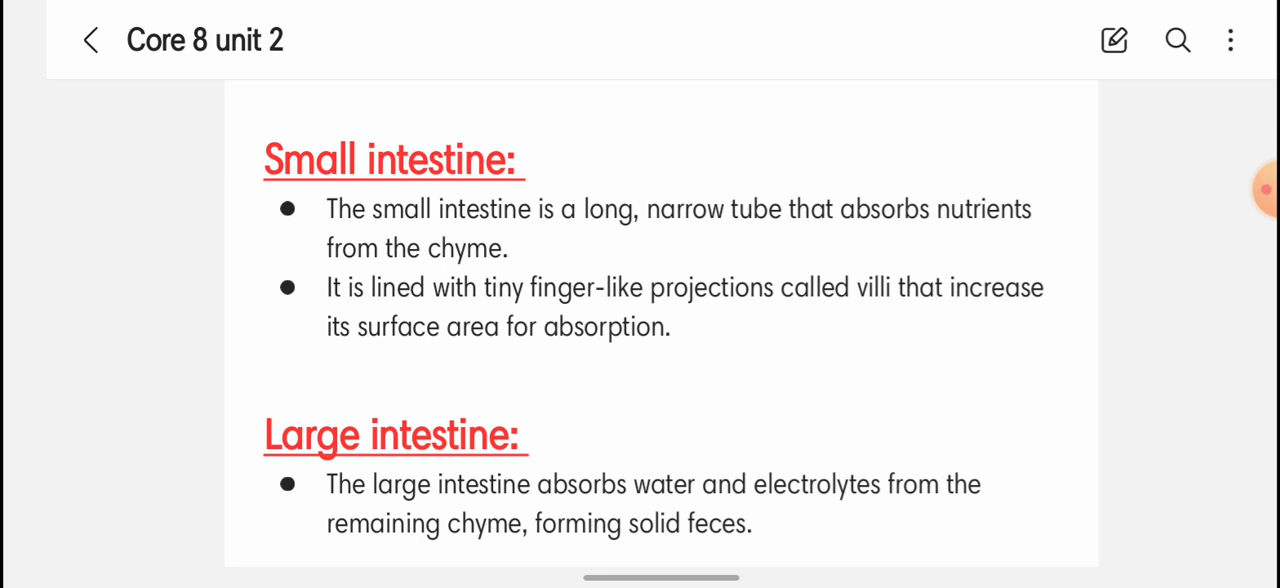 Core 8 unit 2
Small intestine:
● The small intestine is a long, narrow tube that absorbs nutrients
from the chyme.
● It is lined with tiny finger-like projections called villi that increase
its surface area for absorption.
Large intestine:
● The large intestine absorbs water and electrolytes from the
remaining chyme, forming solid feces.